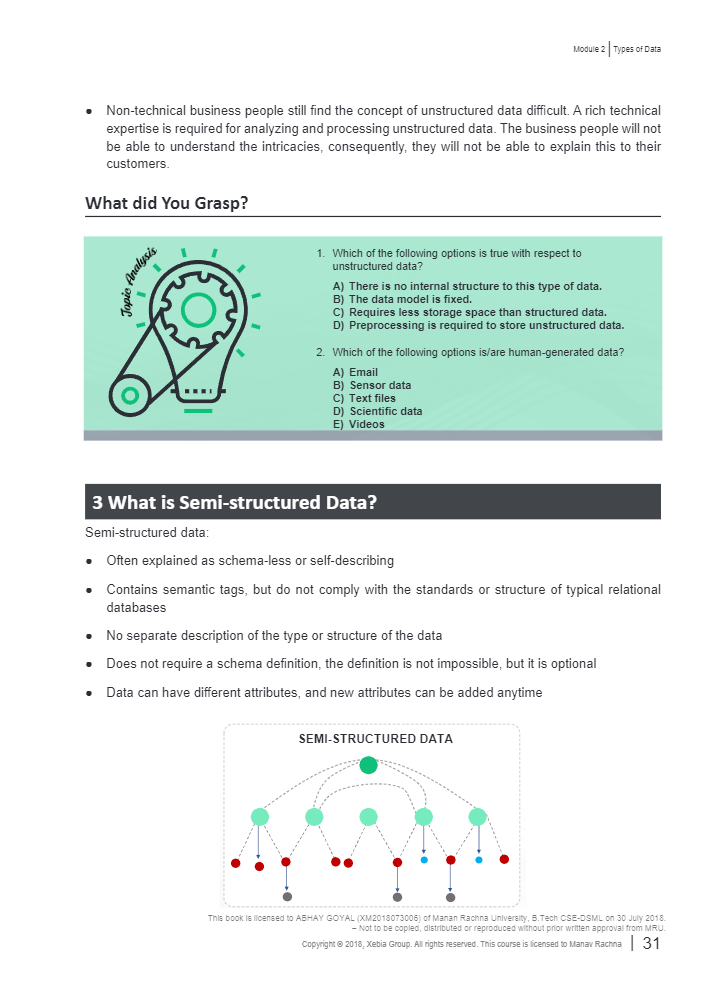 Module 2 | Types of Data
● Non-technical business people still find the concept of unstructured data difficult. A rich technical
expertise is required for analyzing and processing unstructured data. The business people will not
be able to understand the intricacies, consequently, they will not be able to explain this to their
customers.
What did You Grasp?
Topic Analysis
1. Which of the following options is true with respect to
unstructured data?
A) There is no internal structure to this type of data.
B) The data model is fixed.
C) Requires less storage space than structured data.
D) Preprocessing is required to store unstructured data.
2. Which of the following options is/are human-generated data?
A) Email
B) Sensor data
C) Text files
D) Scientific data
E) Videos
3 What is Semi-structured Data?
Semi-structured data:
● Often explained as schema-less or self-describing
● Contains semantic tags, but do not comply with the standards or structure of typical relational
databases
● No separate description of the type or structure of the data
● Does not require a schema definition, the definition is not impossible, but it is optional
● Data can have different attributes, and new attributes can be added anytime
SEMI-STRUCTURED DATA
This book is licensed to ABHAY GOYAL (XM2018073006) of Manan Rachna University, B.Tech CSE-DSML on 30 July 2018.
– Not to be copied, distributed or reproduced without prior written approval from MRU.
Copyright © 2018, Xebia Group. All rights reserved. This course is licensed to Manav Rachna | 31